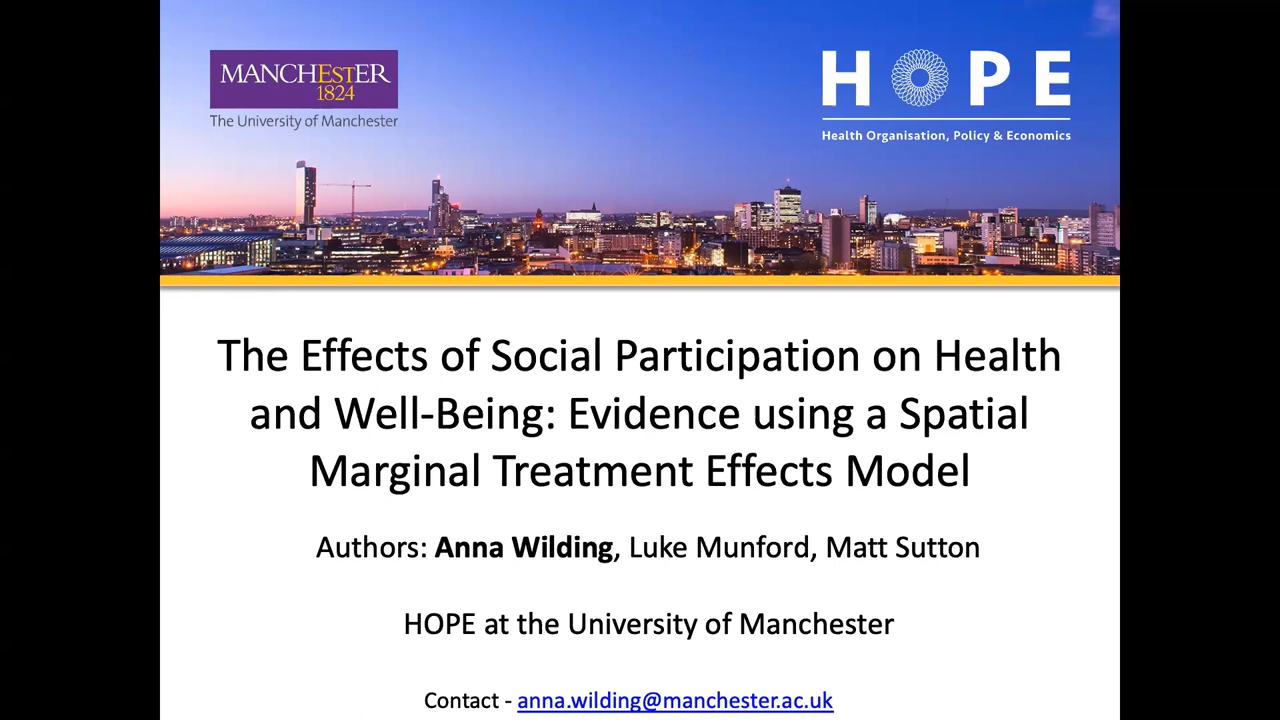 MANCHESTER
1824
The University of Manchester
HOPE
Health Organisation, Policy & Economics
The Effects of Social Participation on Health
and Well-Being: Evidence using a Spatial
Marginal Treatment Effects Model
Authors: Anna Wilding, Luke Munford, Matt Sutton
HOPE at the University of Manchester
Contact - anna.wilding@manchester.ac.uk